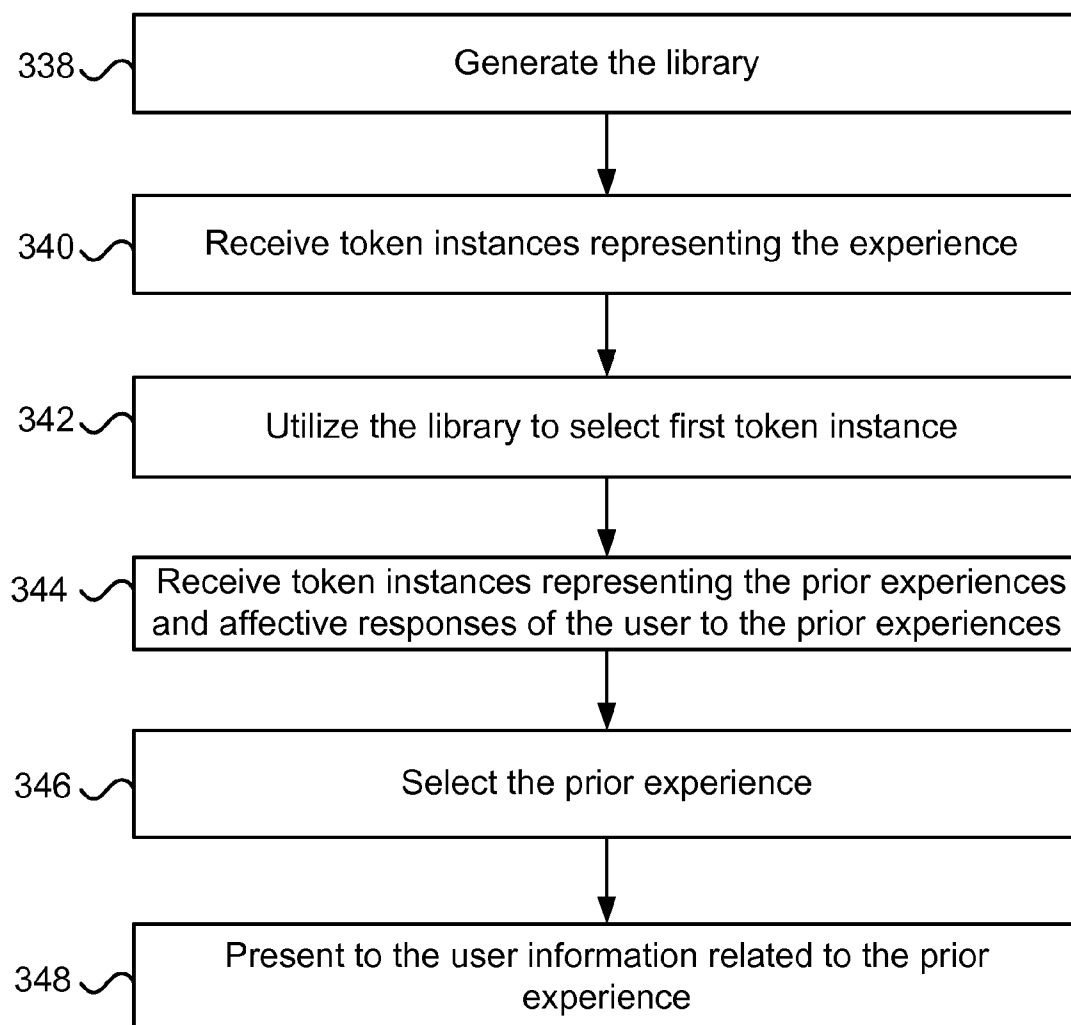 338
Generate the library
340
Receive token instances representing the experience
342
Utilize the library to select first token instance
344
Receive token instances representing the prior experiences
and affective responses of the user to the prior experiences
346
Select the prior experience
348
Present to the user information related to the prior
experience